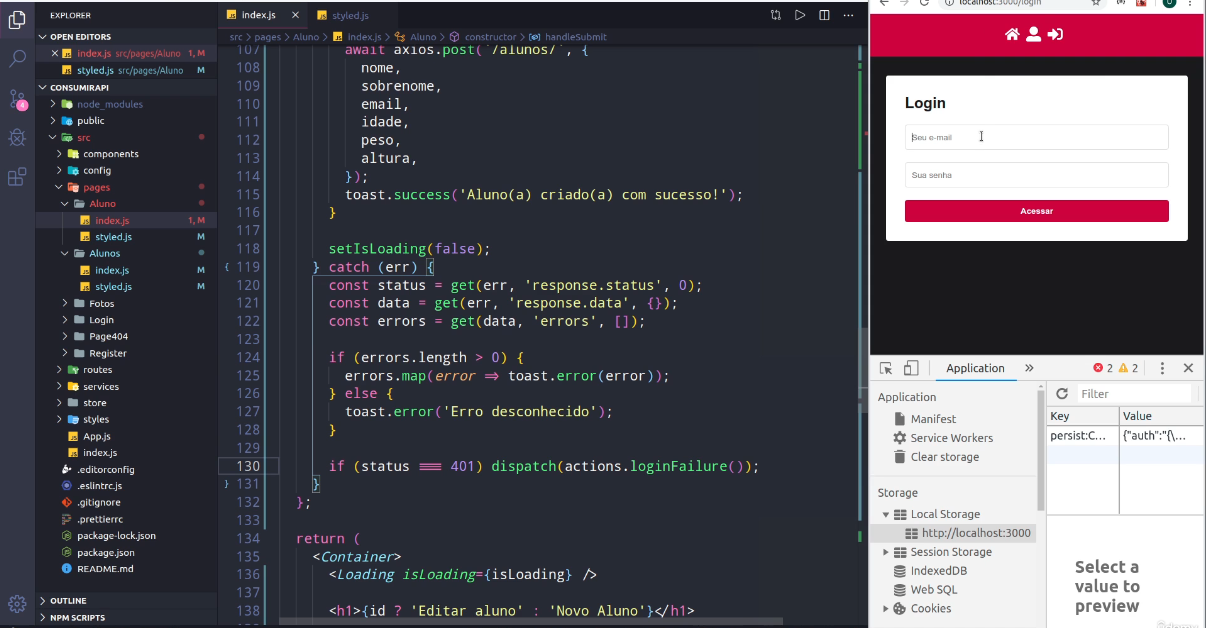 EXPLORER
OPEN EDITORS
index.js src/pages/Aluno 1, M
styled.js src/pages/Aluno M
CONSUMIRAPI
node_modules
public
src
components
config
pages
Aluno
index.js 1, M
styled.js M
Alunos
index.js M
styled.js M
Fotos
Login
Page404
Register
routes
services
store
styles
App.js
index.js
.editorconfig
.eslintrc.js
.gitignore
.prettierrc
package-lock.json
package.json
README.md
OUTLINE
NPM SCRIPTS
4
index.js
styled.js
src > pages > Aluno > index.js > Aluno > constructor > handleSubmit
107 await axios.post(`/alunos/`, {
108 nome,
109 sobrenome,
110 email,
111 idade,
112 peso,
113 altura,
114 });
115 toast.success('Aluno(a) criado(a) com sucesso!');
116 }
117
118 setIsLoading(false);
119 } catch (err) {
120 const status = get(err, 'response.status', 0);
121 const data = get(err, 'response.data', {});
122 const errors = get(data, 'errors', []);
123
124 if (errors.length > 0) {
125 errors.map(error => toast.error(error));
126 } else {
127 toast.error('Erro desconhecido');
128 }
129
130 if (status === 401) dispatch(actions.loginFailure());
131 }
132 };
133
134 return (
135 <Container>
136 <Loading isLoading={isLoading} />
137
138 <h1>{id ? 'Editar aluno' : 'Novo Aluno'}</h1>
localhost:3000/login
Login
Seu e-mail
Sua senha
Acessar
Application
2 2
Application
Manifest
Service Workers
Clear storage
Storage
Local Storage
http://localhost:3000
Session Storage
IndexedDB
Web SQL
Cookies
Filter
Key Value
persist:C... {"auth":"{\...
Select a
value to
preview